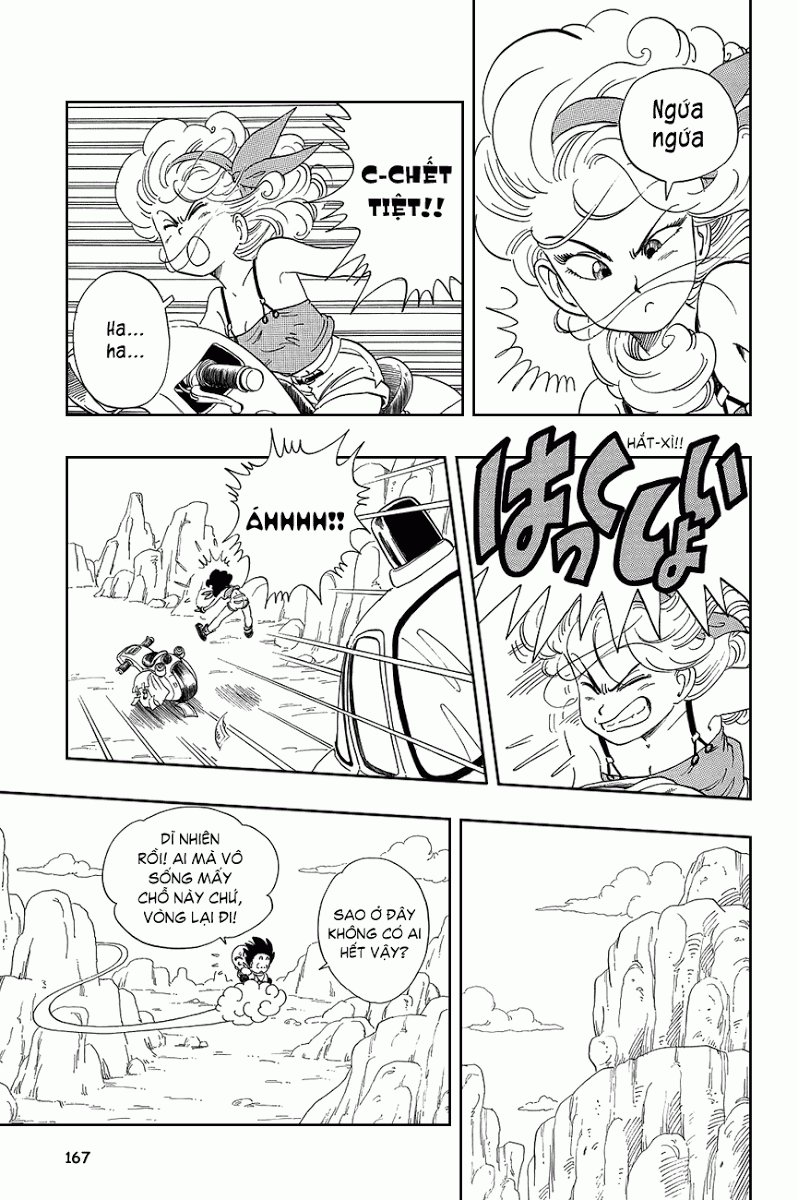 Ngứa
ngứa
C-CHẾT
TIỆT!!
Ha...
ha...
HẮT-XÌ!!
はっくしょい
ÁHHHH!!
SAO Ở ĐÂY
KHÔNG CÓ AI
HẾT VẬY?
DĨ NHIÊN
RỒI! AI MÀ VÔ
SỐNG MẤY
CHỖ NÀY CHỨ,
VÒNG LẠI ĐI!
167